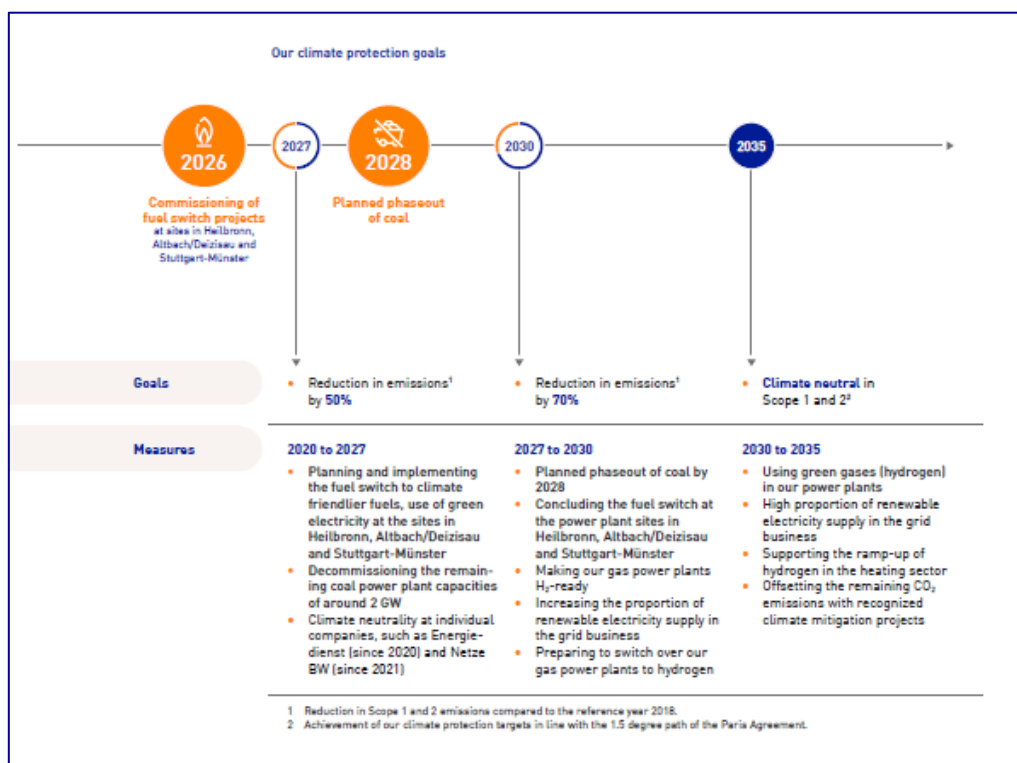 Our climate protection goals
2026
2027
2028
2030
2035
Commissioning of
fuel switch projects
at sites in Heilbronn,
Altbach/Deizisau and
Stuttgart-Münster
Planned phaseout
of coal
Goals
• Reduction in emissions¹
by 50%
• Reduction in emissions¹
by 70%
• Climate neutral in
Scope 1 and 2²
Measures
2020 to 2027
• Planning and implementing
the fuel switch to climate
friendlier fuels, use of green
electricity at the sites in
Heilbronn, Altbach/Deizisau
and Stuttgart-Münster
• Decommissioning the remain-
ing coal power plant capacities
of around 2 GW
• Climate neutrality at individual
companies, such as Energie-
dienst (since 2020) and Netze
BW (since 2021)
2027 to 2030
• Planned phaseout of coal by
2028
• Concluding the fuel switch at
the power plant sites in
Heilbronn, Altbach/Deizisau
and Stuttgart-Münster
• Making our gas power plants
H₂-ready
• Increasing the proportion of
renewable electricity supply in
the grid business
• Preparing to switch over our
gas power plants to hydrogen
2030 to 2035
• Using green gases (hydrogen)
in our power plants
• High proportion of renewable
electricity supply in the grid
business
• Supporting the ramp-up of
hydrogen in the heating sector
• Offsetting the remaining CO₂
emissions with recognized
climate mitigation projects
1 Reduction in Scope 1 and 2 emissions compared to the reference year 2018.
2 Achievement of our climate protection targets in line with the 1.5 degree path of the Paris Agreement.